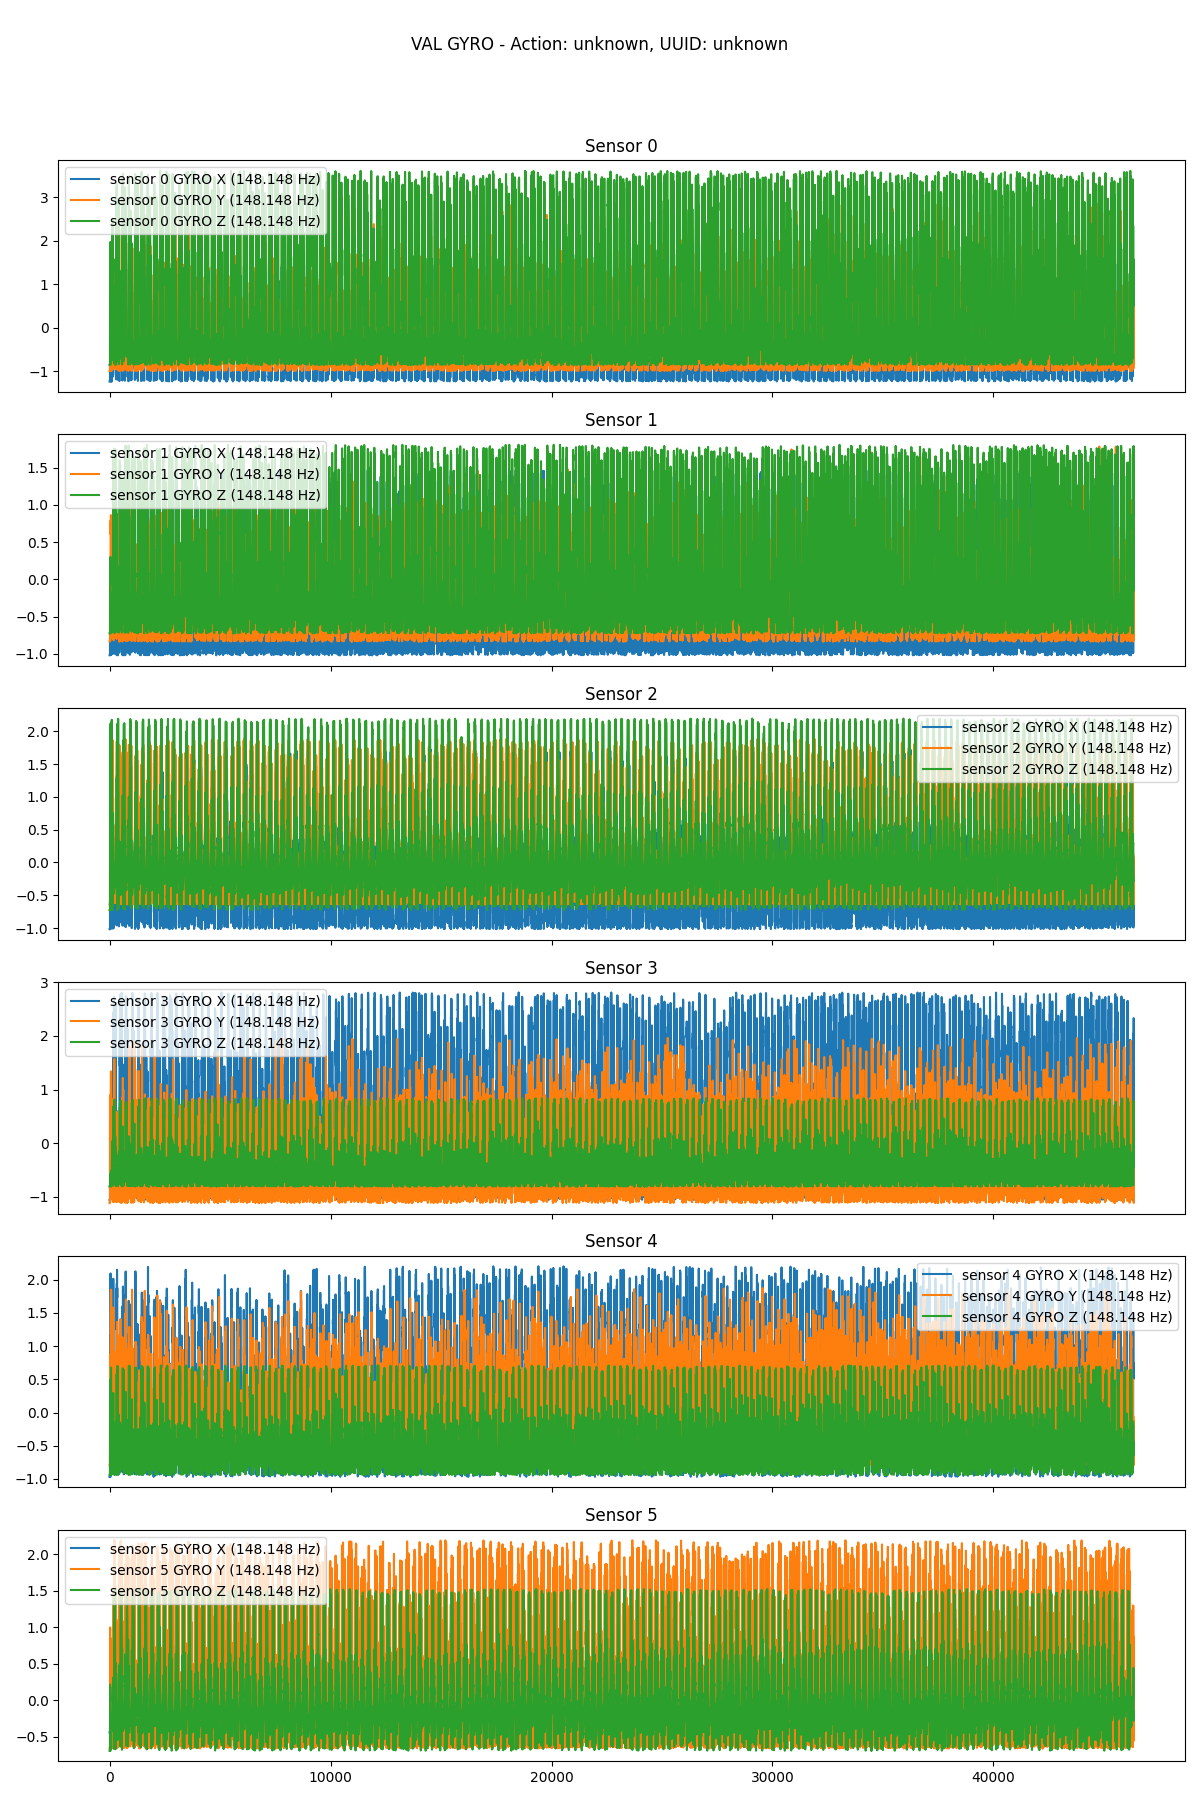 VAL GYRO - Action: unknown, UUID: unknown
Sensor 0
sensor 0 GYRO X (148.148 Hz)
sensor 0 GYRO Y (148.148 Hz)
sensor 0 GYRO Z (148.148 Hz)
3
2
1
0
−1
Sensor 1
sensor 1 GYRO X (148.148 Hz)
sensor 1 GYRO Y (148.148 Hz)
sensor 1 GYRO Z (148.148 Hz)
1.5
1.0
0.5
0.0
−0.5
−1.0
Sensor 2
sensor 2 GYRO X (148.148 Hz)
sensor 2 GYRO Y (148.148 Hz)
sensor 2 GYRO Z (148.148 Hz)
2.0
1.5
1.0
0.5
0.0
−0.5
−1.0
Sensor 3
sensor 3 GYRO X (148.148 Hz)
sensor 3 GYRO Y (148.148 Hz)
sensor 3 GYRO Z (148.148 Hz)
3
2
1
0
−1
Sensor 4
sensor 4 GYRO X (148.148 Hz)
sensor 4 GYRO Y (148.148 Hz)
sensor 4 GYRO Z (148.148 Hz)
2.0
1.5
1.0
0.5
0.0
−0.5
−1.0
Sensor 5
sensor 5 GYRO X (148.148 Hz)
sensor 5 GYRO Y (148.148 Hz)
sensor 5 GYRO Z (148.148 Hz)
2.0
1.5
1.0
0.5
0.0
−0.5
0 10000 20000 30000 40000